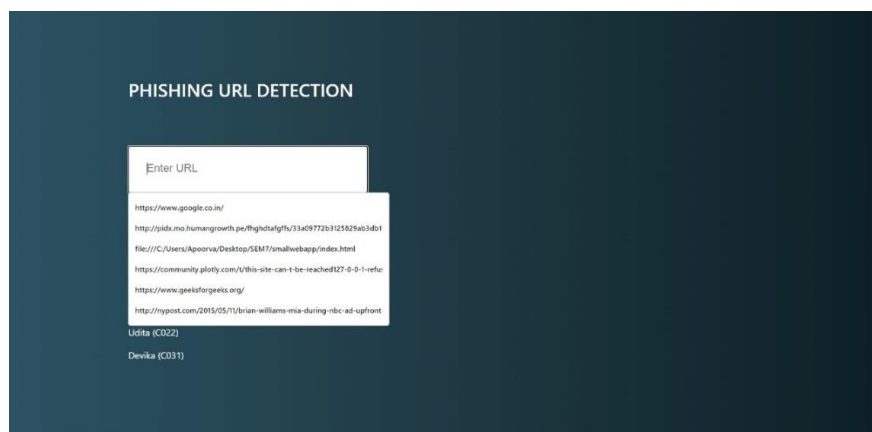 PHISHING URL DETECTION
Enter URL
https://www.google.co.in/
http://pidx.mo.humangrowth.pe/fhghdtafgffs/33a09772b3125829ab3db1
file:///C:/Users/Apoorva/Desktop/SEM7/smallwebapp/index.html
https://community.plotly.com/t/this-site-can-t-be-reached127-0-0-1-refu
https://www.geeksforgeeks.org/
http://nypost.com/2015/05/11/brian-williams-mia-during-nbc-ad-upfront
Udita (C022)
Devika (C031)